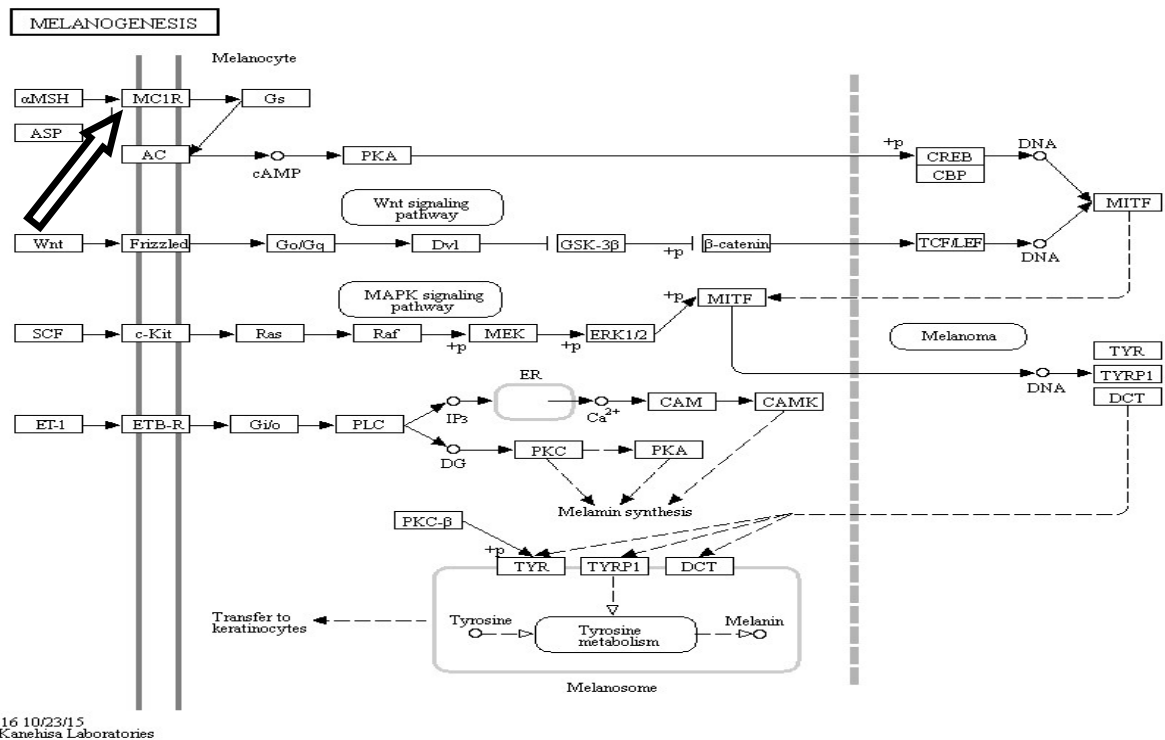 MELANOGENESIS
Melanocyte
αMSH
MC1R
Gs
ASP
AC
cAMP
PKA
+p
CREB
CBP
DNA
MITF
Wnt signaling
pathway
Wnt
Frizzled
Go/Gq
Dvl
GSK-3β
+p
β-catenin
TCF/LEF
DNA
MAPK signaling
pathway
+p
MITF
SCF
c-Kit
Ras
Raf
+p
MEK
+p
ERK1/2
Melanoma
TYR
TYRP1
DCT
DNA
ER
ET-1
ETB-R
Gi/o
PLC
IP3
Ca2+
CAM
CAMK
DG
PKC
PKA
Melamin synthesis
PKC-β
+p
TYR
TYRP1
DCT
Transfer to
keratinocytes
Tyrosine
Tyrosine
metabolism
Melanin
Melanosome
16 10/23/15
Kanehisa Laboratories